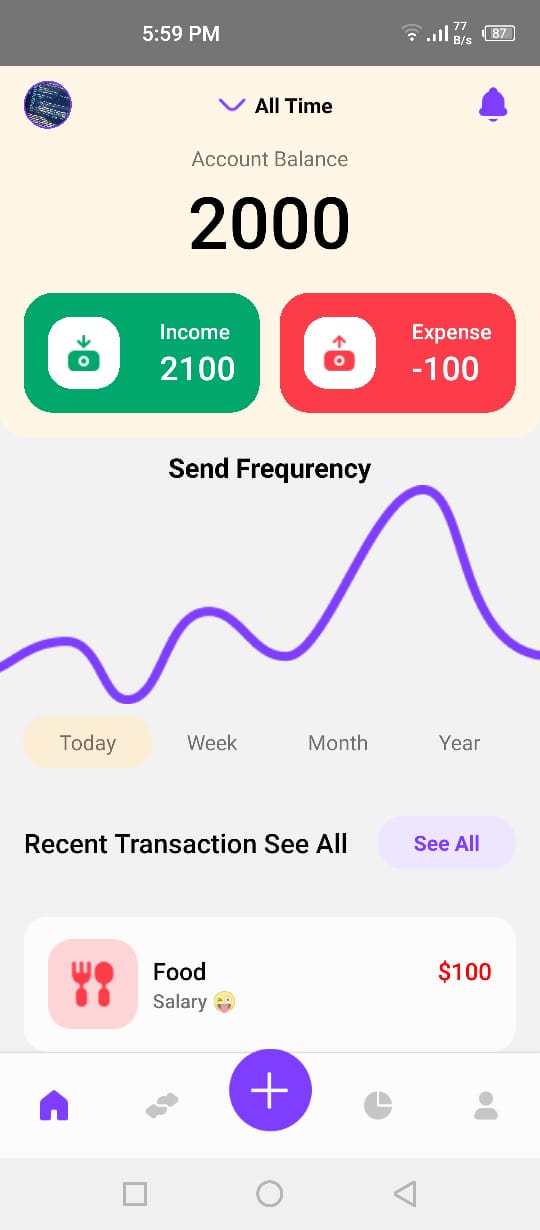 5:59 PM
77
B/s
87
All Time
Account Balance
2000
Income
2100
Expense
-100
Send Frequrency
Today
Week
Month
Year
Recent Transaction See All
See All
Food
$100
Salary 😜